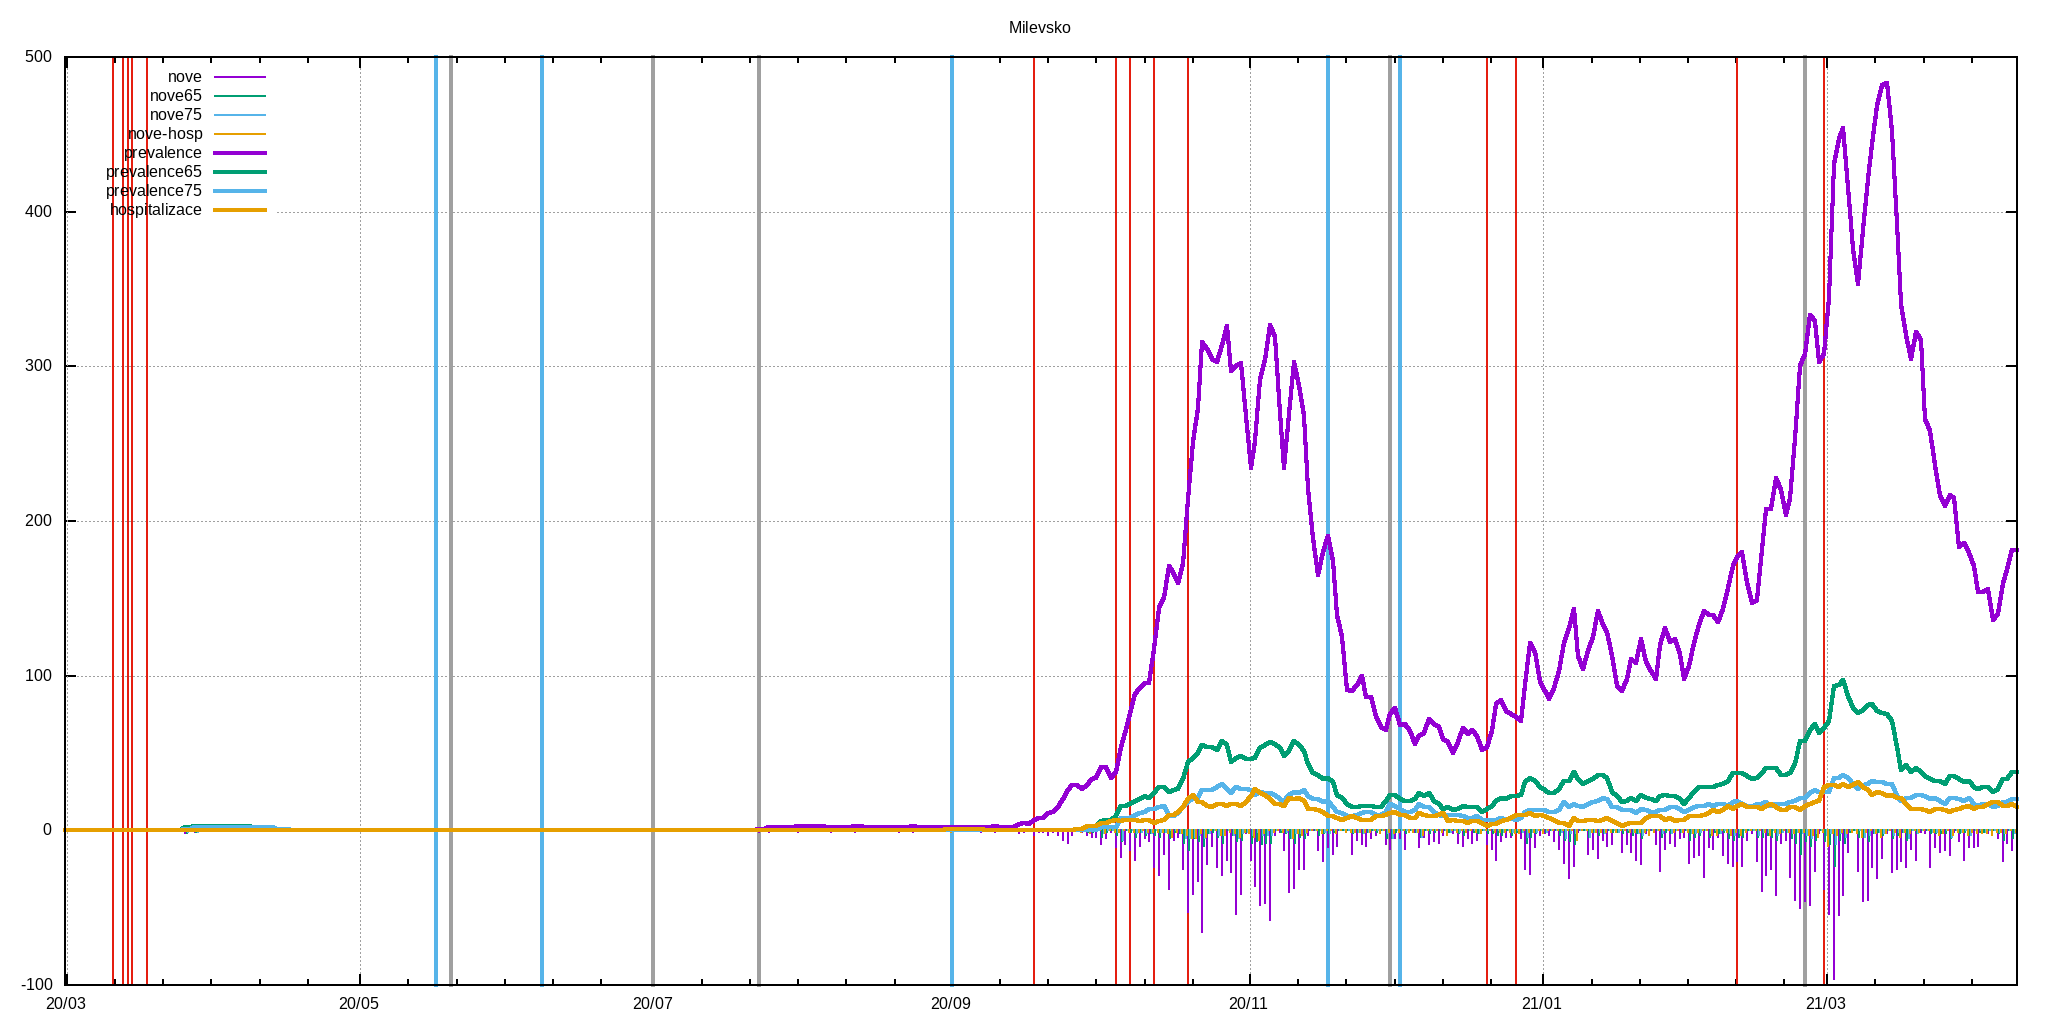 Milevsko
500
nove
nove65
nove75
nove-hosp
prevalence
prevalence65
prevalence75
hospitalizace
400
300
200
100
0
-100
20/03 20/05 20/07 20/09 20/11 21/01 21/03